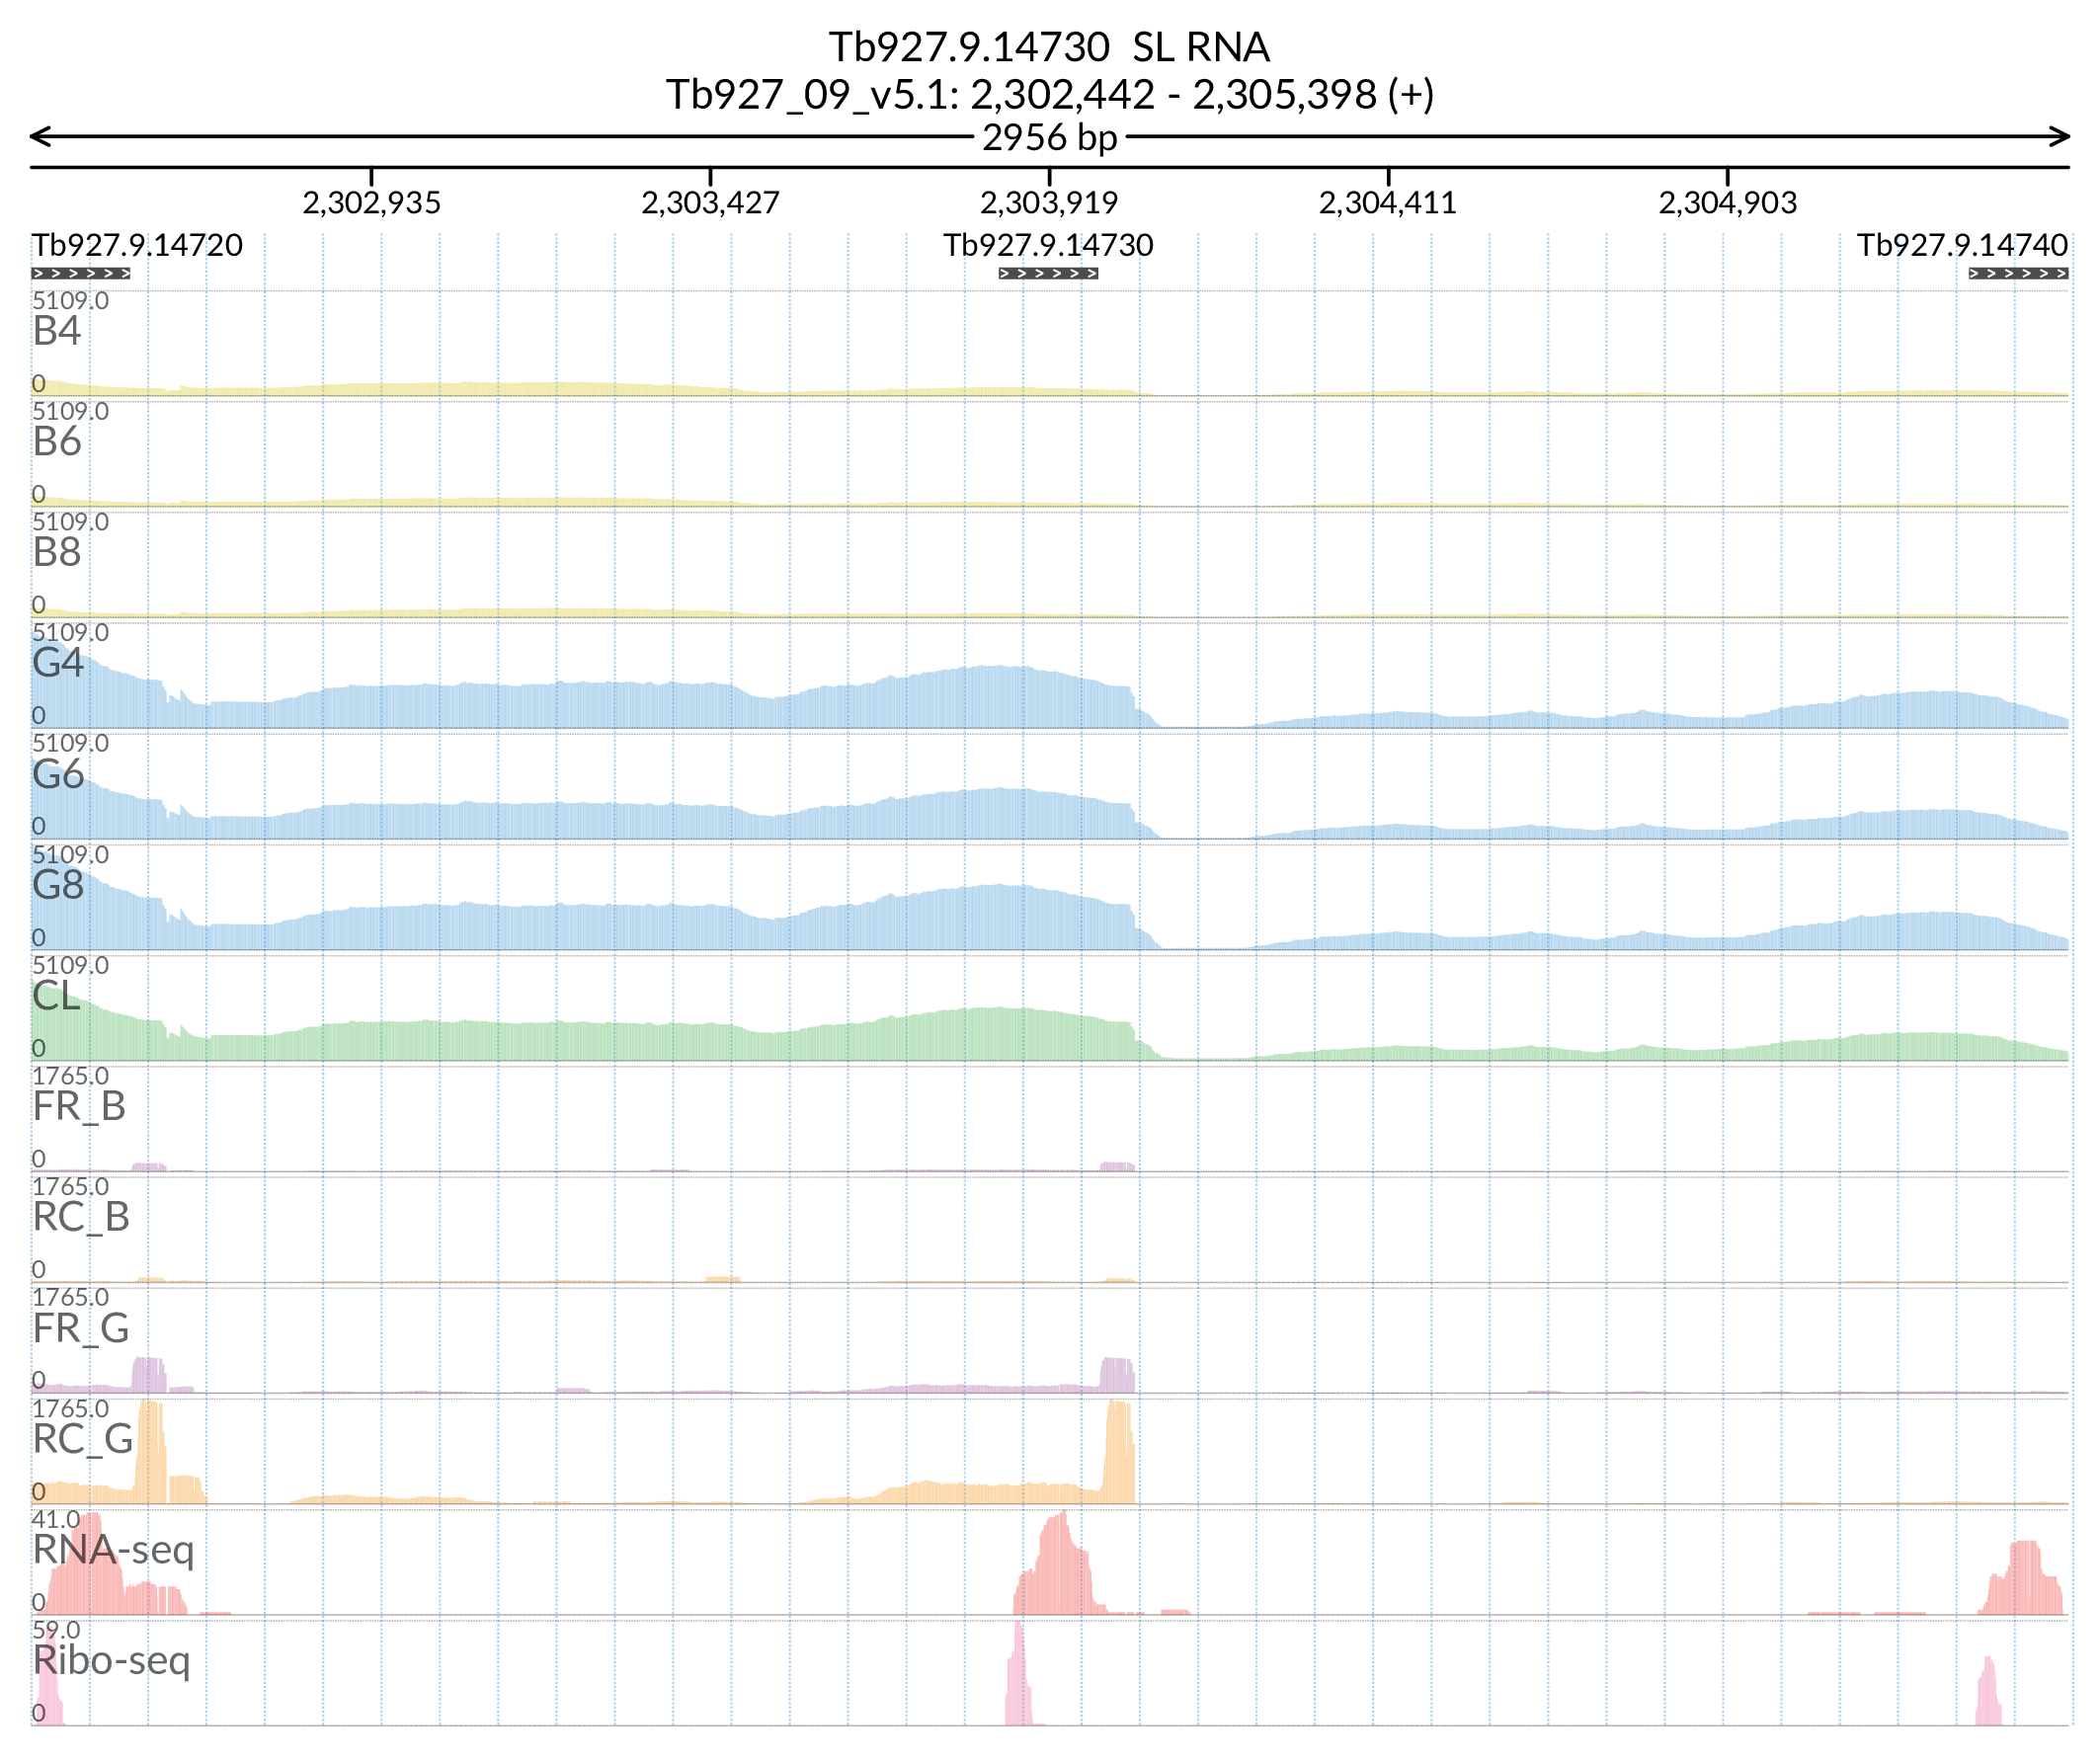 Tb927.9.14730 SL RNA
Tb927_09_v5.1: 2,302,442 - 2,305,398 (+)
2956 bp
2,302,935 2,303,427 2,303,919 2,304,411 2,304,903
Tb927.9.14720 Tb927.9.14730 Tb927.9.14740
5109.0
B4
0
5109.0
B6
0
5109.0
B8
0
5109.0
G4
0
5109.0
G6
0
5109.0
G8
0
5109.0
CL
0
1765.0
FR_B
0
1765.0
RC_B
0
1765.0
FR_G
0
1765.0
RC_G
0
41.0
RNA-seq
0
59.0
Ribo-seq
0